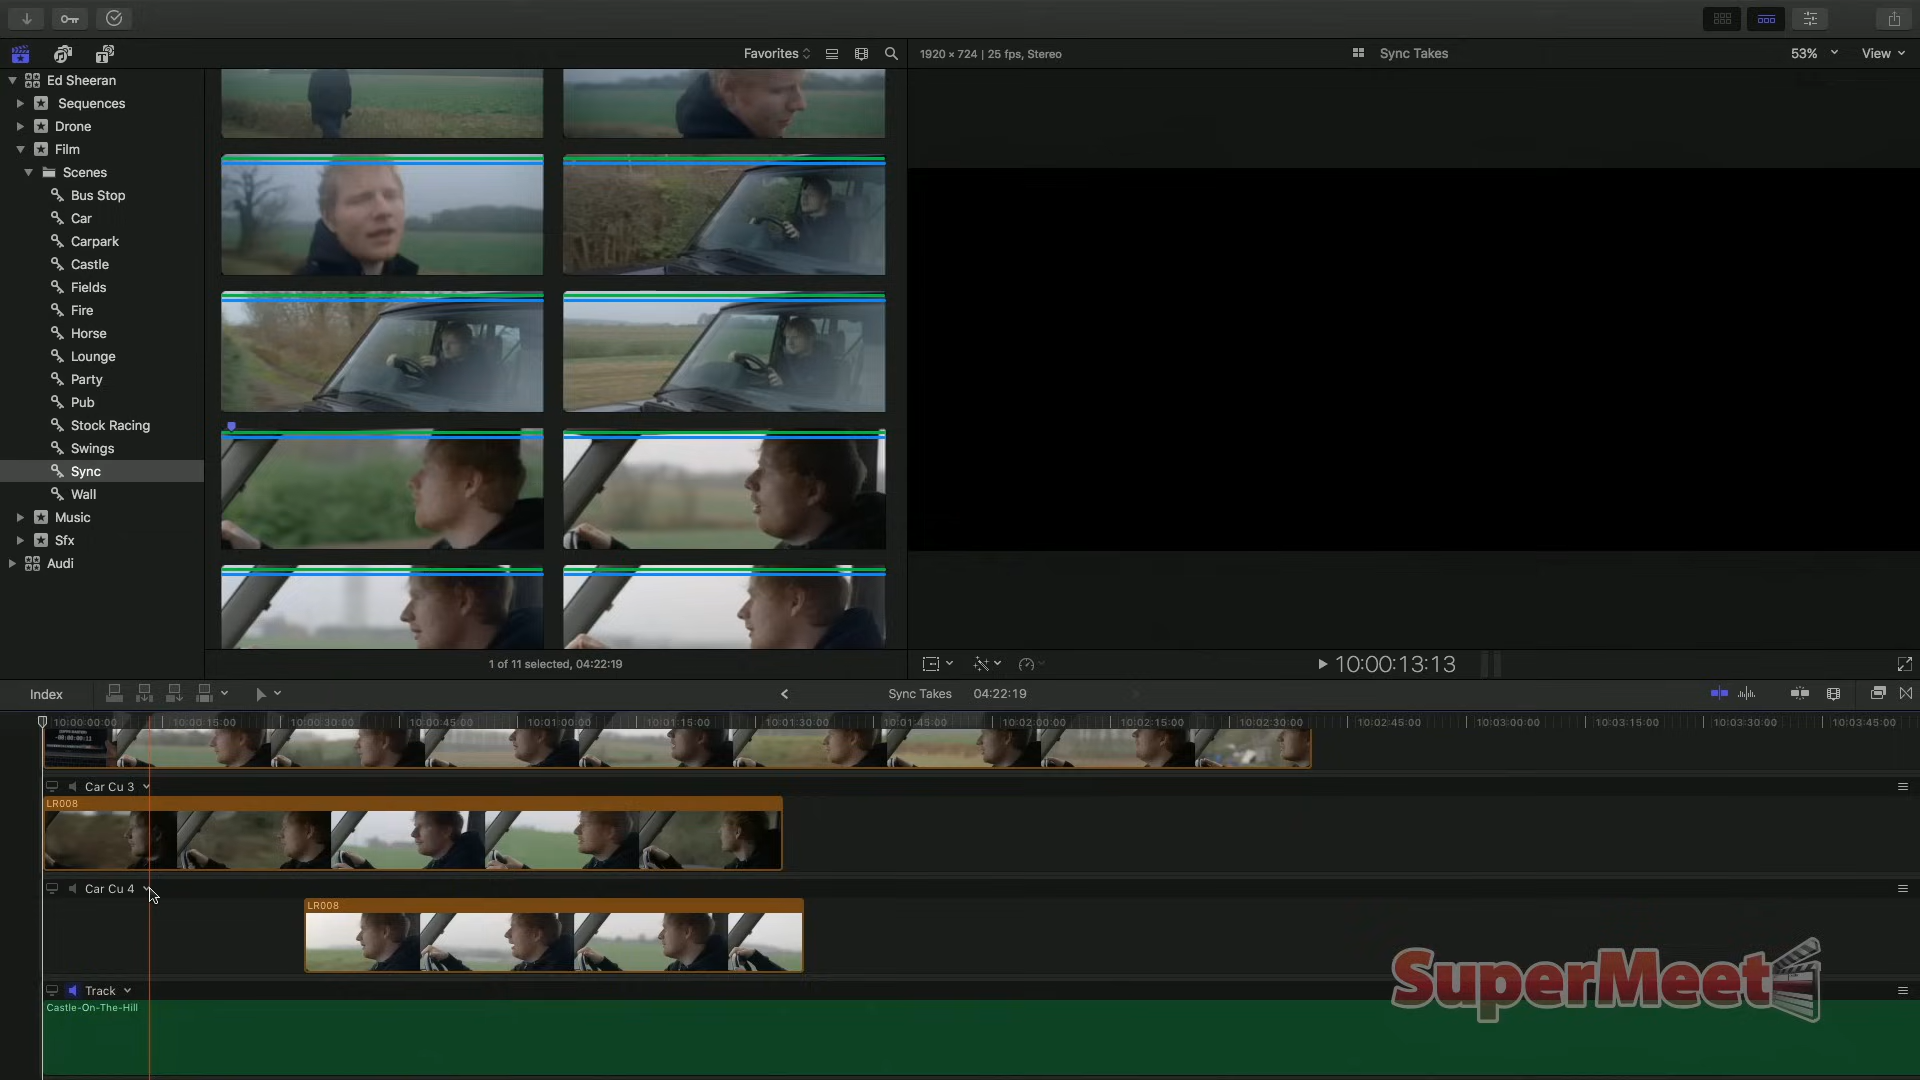 Favorites
1920 × 724 | 25 fps, Stereo
Sync Takes
53%
View
Ed Sheeran
Sequences
Drone
Film
Scenes
Bus Stop
Car
Carpark
Castle
Fields
Fire
Horse
Lounge
Party
Pub
Stock Racing
Swings
Sync
Wall
Music
Sfx
Audi
1 of 11 selected, 04:22:19
10:00:13:13
Index
Sync Takes
04:22:19
10:00:00:00
10:00:15:00
10:00:30:00
10:00:45:00
10:01:00:00
10:01:15:00
10:01:30:00
10:01:45:00
10:02:00:00
10:02:15:00
10:02:30:00
10:02:45:00
10:03:00:00
10:03:15:00
10:03:30:00
10:03:45:00
Car Cu 3
LR008
Car Cu 4
LR008
Track
Castle-On-The-Hill
SuperMeet